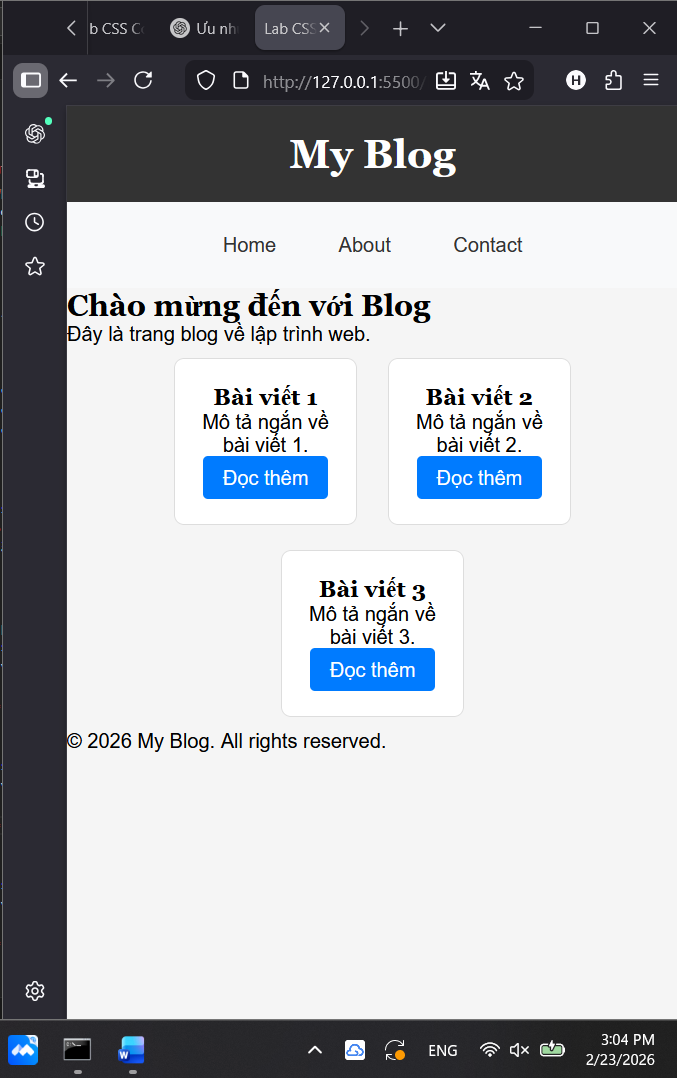 b CSS Co
Ưu nh
Lab CSS
http://127.0.0.1:5500/
H
My Blog
Home About Contact
Chào mừng đến với Blog
Đây là trang blog về lập trình web.
Bài viết 1
Mô tả ngắn về
bài viết 1.
Đọc thêm
Bài viết 2
Mô tả ngắn về
bài viết 2.
Đọc thêm
Bài viết 3
Mô tả ngắn về
bài viết 3.
Đọc thêm
© 2026 My Blog. All rights reserved.
W
ENG
3:04 PM
2/23/2026